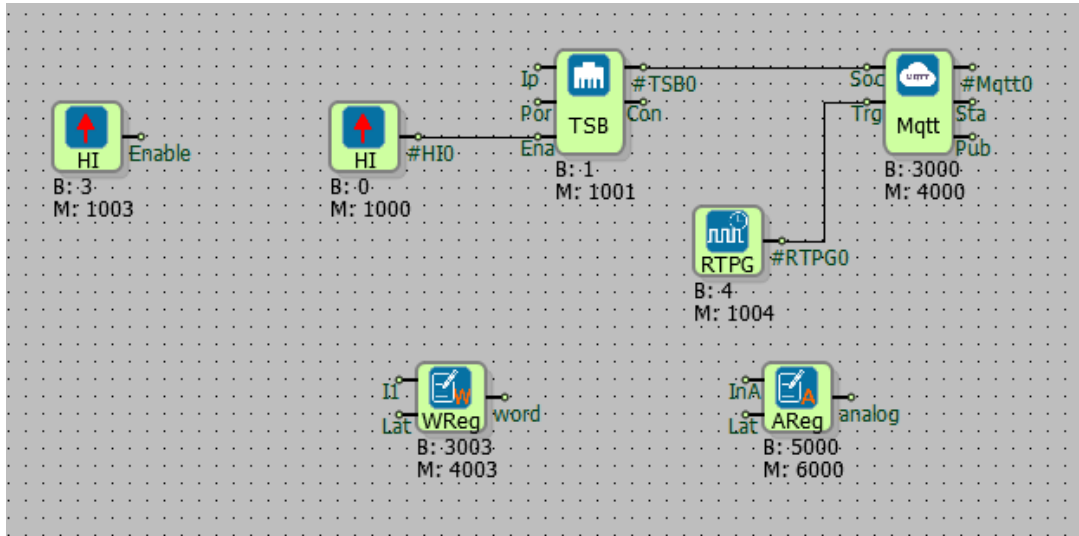 Ip
#TSB0
Soc
#Mqtt0
Por
Con
Trg
Sta
TSB
Mqtt
HI
Enable
HI
#HI0
Ena
Pub
B: 3
M: 1003
B: 0
M: 1000
B: 1
M: 1001
B: 3000
M: 4000
RTPG
#RTPG0
B: 4
M: 1004
I1
Lat
W
WReg
word
B: 3003
M: 4003
InA
Lat
A
AReg
analog
B: 5000
M: 6000